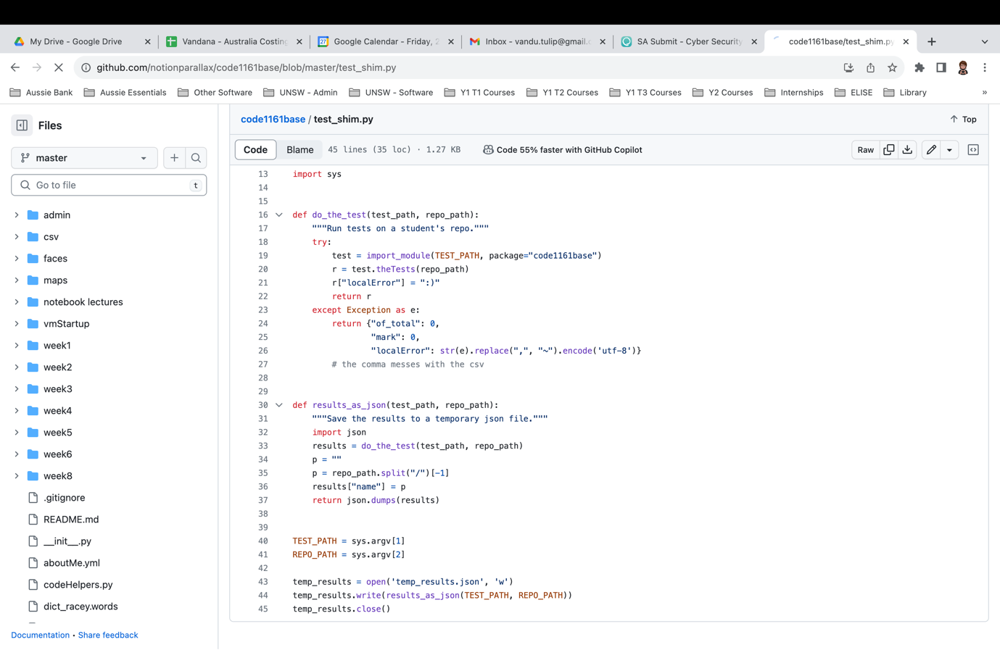 My Drive - Google Drive
Vandana - Australia Costing
27
Google Calendar - Friday, 2
Inbox - vandu.tulip@gmail.c
SA Submit - Cyber Security
code1161base/test_shim.py
github.com/notionparallax/code1161base/blob/master/test_shim.py
Aussie Bank
Aussie Essentials
Other Software
UNSW - Admin
UNSW - Software
Y1 T1 Courses
Y1 T2 Courses
Y1 T3 Courses
Y2 Courses
Internships
ELISE
Library
»
Files
master
Go to file
t
admin
csv
faces
maps
notebook lectures
vmStartup
week1
week2
week3
week4
week5
week6
week8
.gitignore
README.md
__init__.py
aboutMe.yml
codeHelpers.py
dict_racey.words
Documentation • Share feedback
code1161base / test_shim.py
Top
Code
Blame
45 lines (35 loc) · 1.27 KB
Code 55% faster with GitHub Copilot
Raw
13 import sys
14
15
16 def do_the_test(test_path, repo_path):
17     """Run tests on a student's repo."""
18     try:
19         test = import_module(TEST_PATH, package="code1161base")
20         r = test.theTests(repo_path)
21         r["localError"] = ":)"
22         return r
23     except Exception as e:
24         return {"of_total": 0,
25                 "mark": 0,
26                 "localError": str(e).replace(",", "~").encode('utf-8')}
27         # the comma messes with the csv
28
29
30 def results_as_json(test_path, repo_path):
31     """Save the results to a temporary json file."""
32     import json
33     results = do_the_test(test_path, repo_path)
34     p = ""
35     p = repo_path.split("/")[-1]
36     results["name"] = p
37     return json.dumps(results)
38
39
40 TEST_PATH = sys.argv[1]
41 REPO_PATH = sys.argv[2]
42
43 temp_results = open('temp_results.json', 'w')
44 temp_results.write(results_as_json(TEST_PATH, REPO_PATH))
45 temp_results.close()